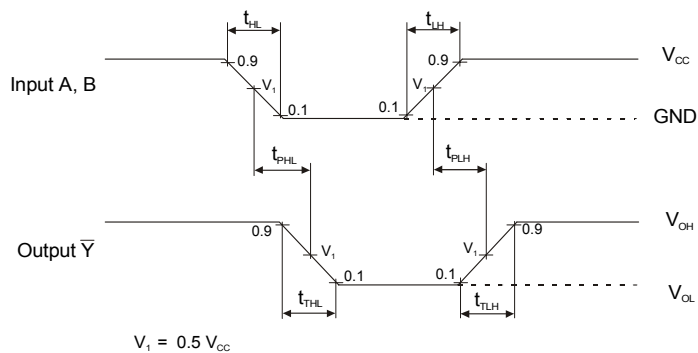 t_HL t_LH
0.9 0.9 V_CC
Input A, B V_1 V_1
0.1 0.1 GND
t_PHL t_PLH
Output Y̅ 0.9 0.9 V_OH
V_1 V_1
0.1 0.1
t_THL t_TLH V_OL
V_1 = 0.5 V_CC